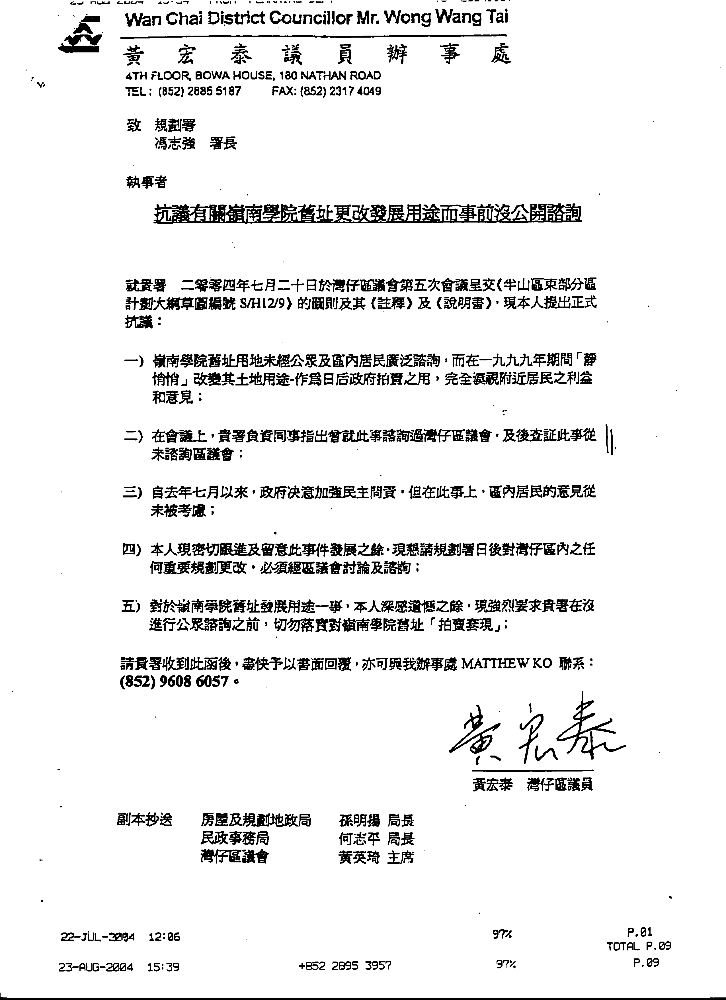 Wan Chai District Councillor Mr. Wong Wang Tai
黃宏泰議員辦事處
4TH FLOOR, BOWA HOUSE, 180 NATHAN ROAD
TEL: (852) 2885 5187 FAX: (852) 2317 4049
致 規劃署
馮志強 署長
執事者
抗議有關嶺南學院舊址更改發展用途而事前沒公開諮詢
就貴署 二零零四年七月二十日於灣仔區議會第五次會議呈交《半山區東部分區
計劃大綱草圖編號 S/H12/9》的圖則及其《註釋》及《說明書》，現本人提出正式
抗議：
一) 嶺南學院舊址用地未經公眾及區內居民廣泛諮詢，而在一九九九年期間「靜
悄悄」改變其土地用途-作為日后政府拍賣之用，完全漠視附近居民之利益
和意見；
二) 在會議上，貴署負責同事指出曾就此事諮詢過灣仔區議會，及後查証此事從
未諮詢區議會；
三) 自去年七月以來，政府決意加強民主問責，但在此事上，區內居民的意見從
未被考慮；
四) 本人現密切跟進及留意此事件發展之餘，現懇請規劃署日後對灣仔區內之任
何重要規劃更改，必須經區議會討論及諮詢；
五) 對於嶺南學院舊址發展用途一事，本人深感遺憾之餘，現強烈要求貴署在沒
進行公眾諮詢之前，切勿落實對嶺南學院舊址「拍賣套現」；
請貴署收到此函後，盡快予以書面回覆，亦可與我辦事處 MATTHEW KO 聯系：
(852) 9608 6057。
黃宏泰
黃宏泰 灣仔區議員
副本抄送 房屋及規劃地政局 孫明揚 局長
民政事務局 何志平 局長
灣仔區議會 黃英琦 主席
22-JUL-2004 12:06 97% P.01
TOTAL P.09
23-AUG-2004 15:39 +852 2895 3957 97% P.09